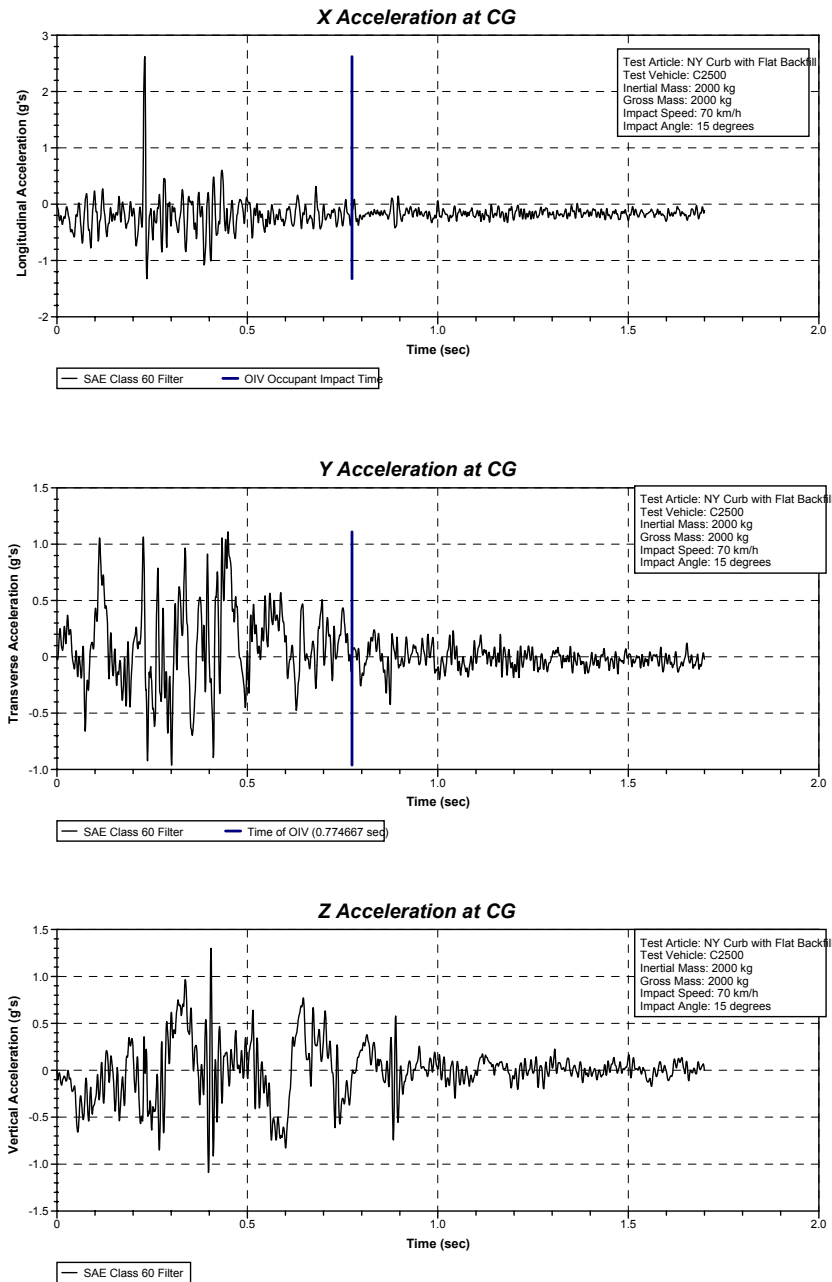 X Acceleration at CG
3
2
1
0
-1
-2
Longitudinal Acceleration (g's)
Test Article: NY Curb with Flat Backfill
Test Vehicle: C2500
Inertial Mass: 2000 kg
Gross Mass: 2000 kg
Impact Speed: 70 km/h
Impact Angle: 15 degrees
0 0.5 1.0 1.5 2.0
Time (sec)
SAE Class 60 Filter OIV Occupant Impact Time
Y Acceleration at CG
1.5
1.0
0.5
0
-0.5
-1.0
Transverse Acceleration (g's)
Test Article: NY Curb with Flat Backfil
Test Vehicle: C2500
Inertial Mass: 2000 kg
Gross Mass: 2000 kg
Impact Speed: 70 km/h
Impact Angle: 15 degrees
0 0.5 1.0 1.5 2.0
Time (sec)
SAE Class 60 Filter Time of OIV (0.774667 sec)
Z Acceleration at CG
1.5
1.0
0.5
0
-0.5
-1.0
-1.5
Vertical Acceleration (g's)
Test Article: NY Curb with Flat Backfil
Test Vehicle: C2500
Inertial Mass: 2000 kg
Gross Mass: 2000 kg
Impact Speed: 70 km/h
Impact Angle: 15 degrees
0 0.5 1.0 1.5 2.0
Time (sec)
SAE Class 60 Filter